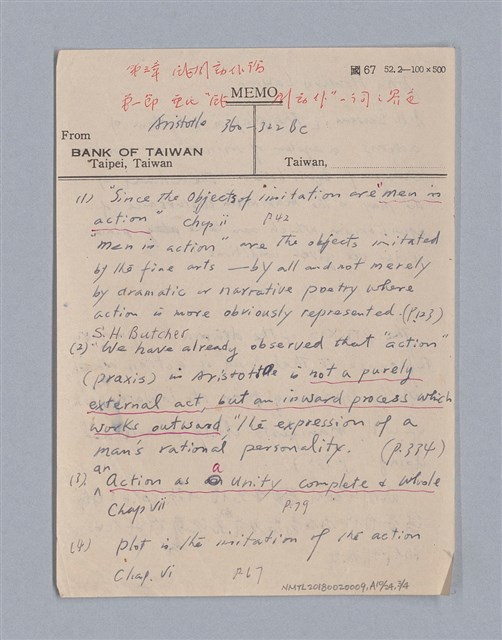 第三章 戲劇動作論
國 67 52. 2—100×500
第一節 亞氏"戲劇動作"一詞之界定
MEMO
Aristotle 360-322 BC
From
BANK OF TAIWAN
Taipei, Taiwan
Taiwan,
(1) "Since the Objects of imitation are "men in
action" Chap ii P.42
"men in action" are the objects imitated
by the fine arts — by all and not merely
by dramatic or narrative poetry where
action is more obviously represented. (P.123)
S. H. Butcher
(2) "We have already observed that "action"
(praxis) in Aristotle is not a purely
external act, but an inward process which
works outward. "the expression of a
man's rational personality. (p.334)
(3) an Action as a Unity complete & whole
Chap vii P.79
(4) plot is the imitation of the action
Chap. vi P.67
NMTL20180020009, A1054, 3/4